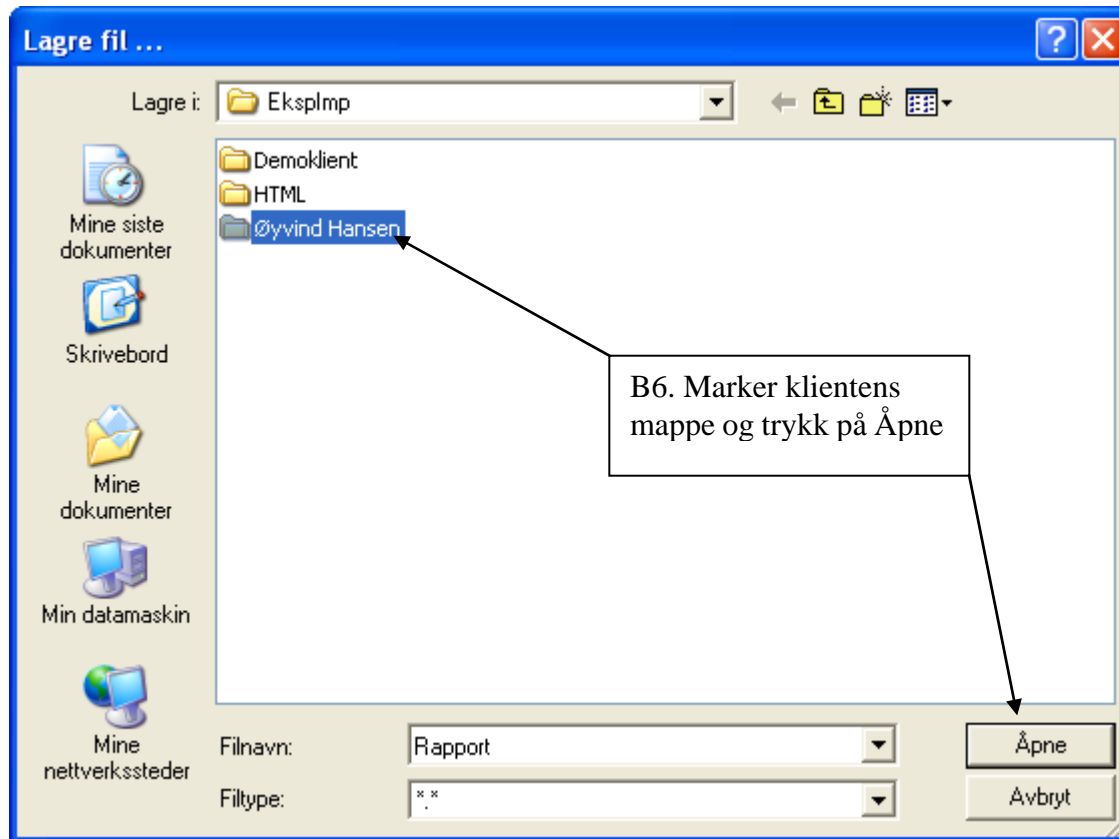 Lagre fil ...
Lagre i:
EkspImp
Demoklient
HTML
Øyvind Hansen
Mine siste
dokumenter
Skrivebord
Mine
dokumenter
Min datamaskin
Mine
nettverkssteder
B6. Marker klientens
mappe og trykk på Åpne
Filnavn:
Rapport
Åpne
Filtype:
*.*
Avbryt